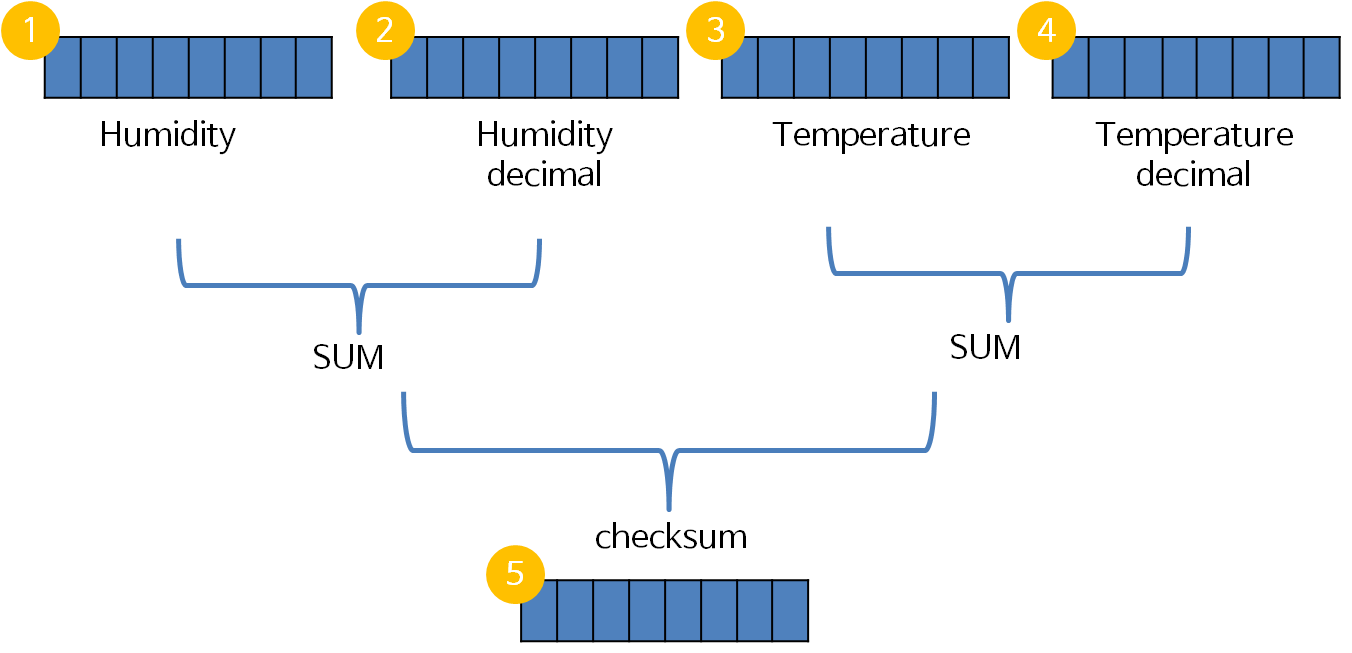 1
2
3
4
Humidity
Humidity
decimal
Temperature
Temperature
decimal
SUM
SUM
checksum
5